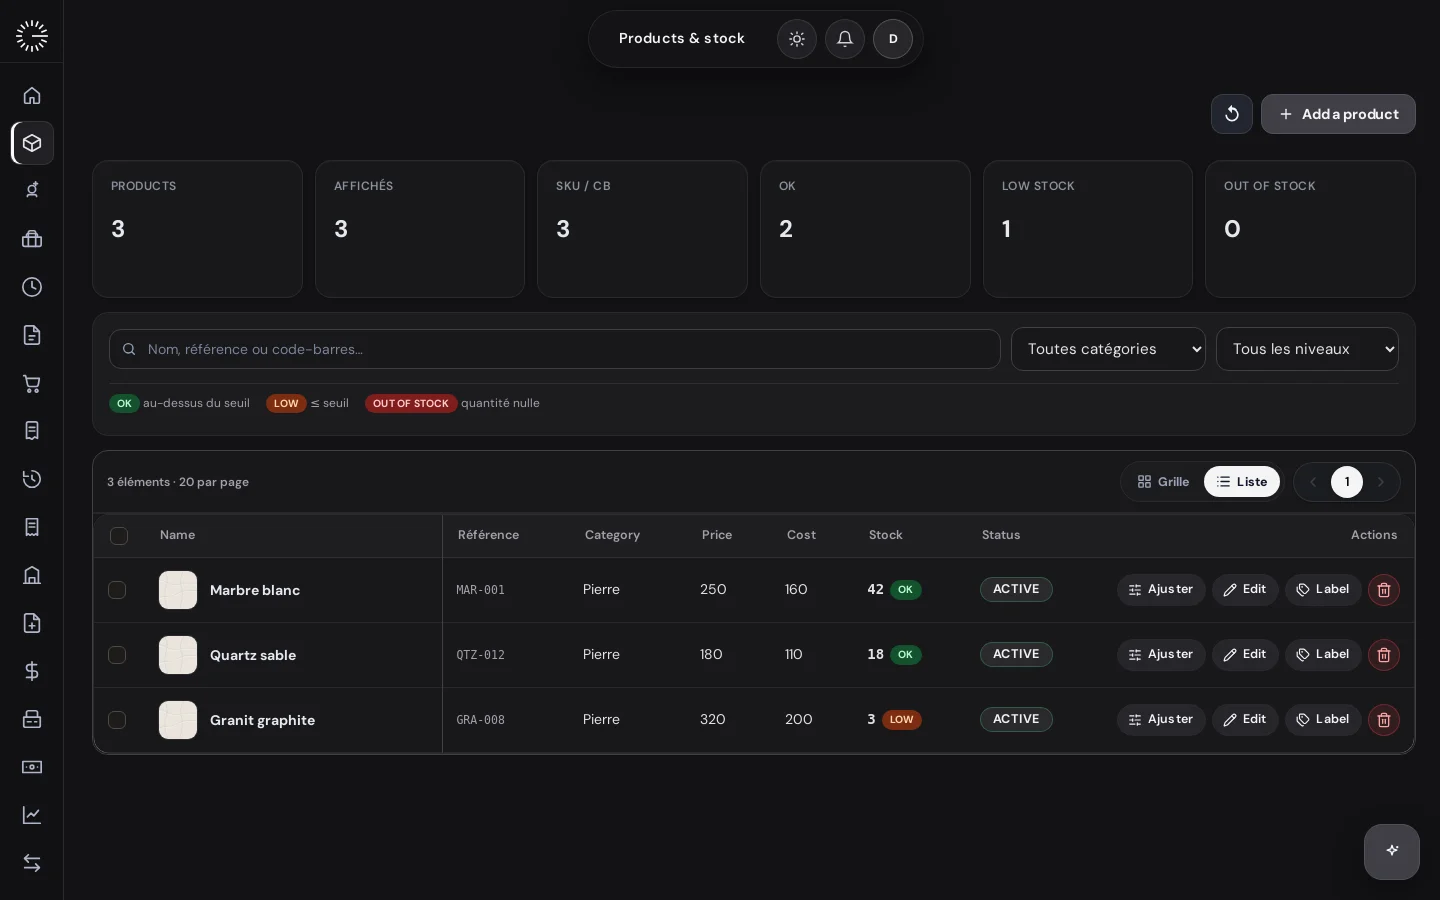 Products & stock
D
Add a product
PRODUCTS
3
AFFICHÉS
3
SKU / CB
3
OK
2
LOW STOCK
1
OUT OF STOCK
0
Nom, référence ou code-barres...
Toutes catégories
Tous les niveaux
OK au-dessus du seuil LOW ≤ seuil OUT OF STOCK quantité nulle
3 éléments · 20 par page
Grille
Liste
1
Name Référence Category Price Cost Stock Status Actions
Marbre blanc MAR-001 Pierre 250 160 42 OK ACTIVE Ajuster Edit Label
Quartz sable QTZ-012 Pierre 180 110 18 OK ACTIVE Ajuster Edit Label
Granit graphite GRA-008 Pierre 320 200 3 LOW ACTIVE Ajuster Edit Label